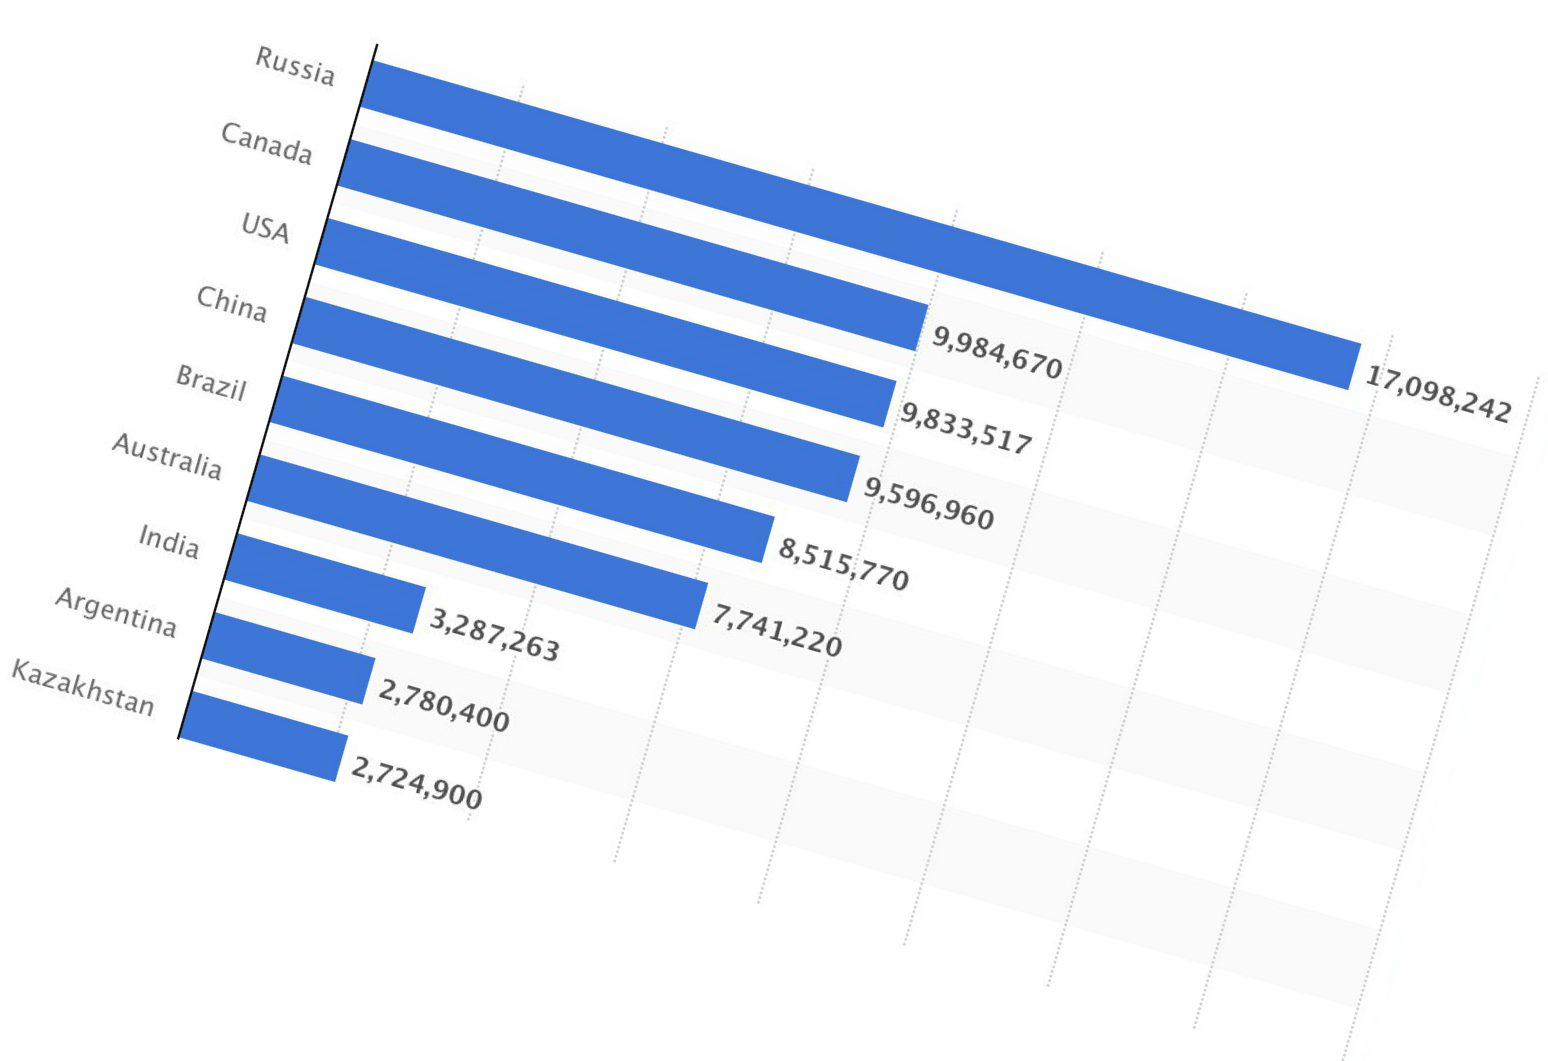 Russia 17,098,242
Canada 9,984,670
USA 9,833,517
China 9,596,960
Brazil 8,515,770
Australia 7,741,220
India 3,287,263
Argentina 2,780,400
Kazakhstan 2,724,900